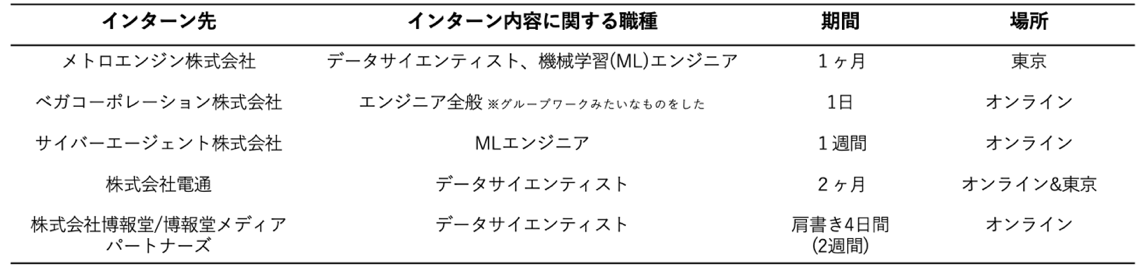 インターン先 インターン内容に関する職種 期間 場所
メトロエンジン株式会社 データサイエンティスト、機械学習(ML)エンジニア 1ヶ月 東京
ベガコーポレーション株式会社 エンジニア全般 ※グループワークみたいなものをした 1日 オンライン
サイバーエージェント株式会社 MLエンジニア 1週間 オンライン
株式会社電通 データサイエンティスト 2ヶ月 オンライン&東京
株式会社博報堂/博報堂メディア データサイエンティスト 肩書き4日間 オンライン
パートナーズ (2週間)